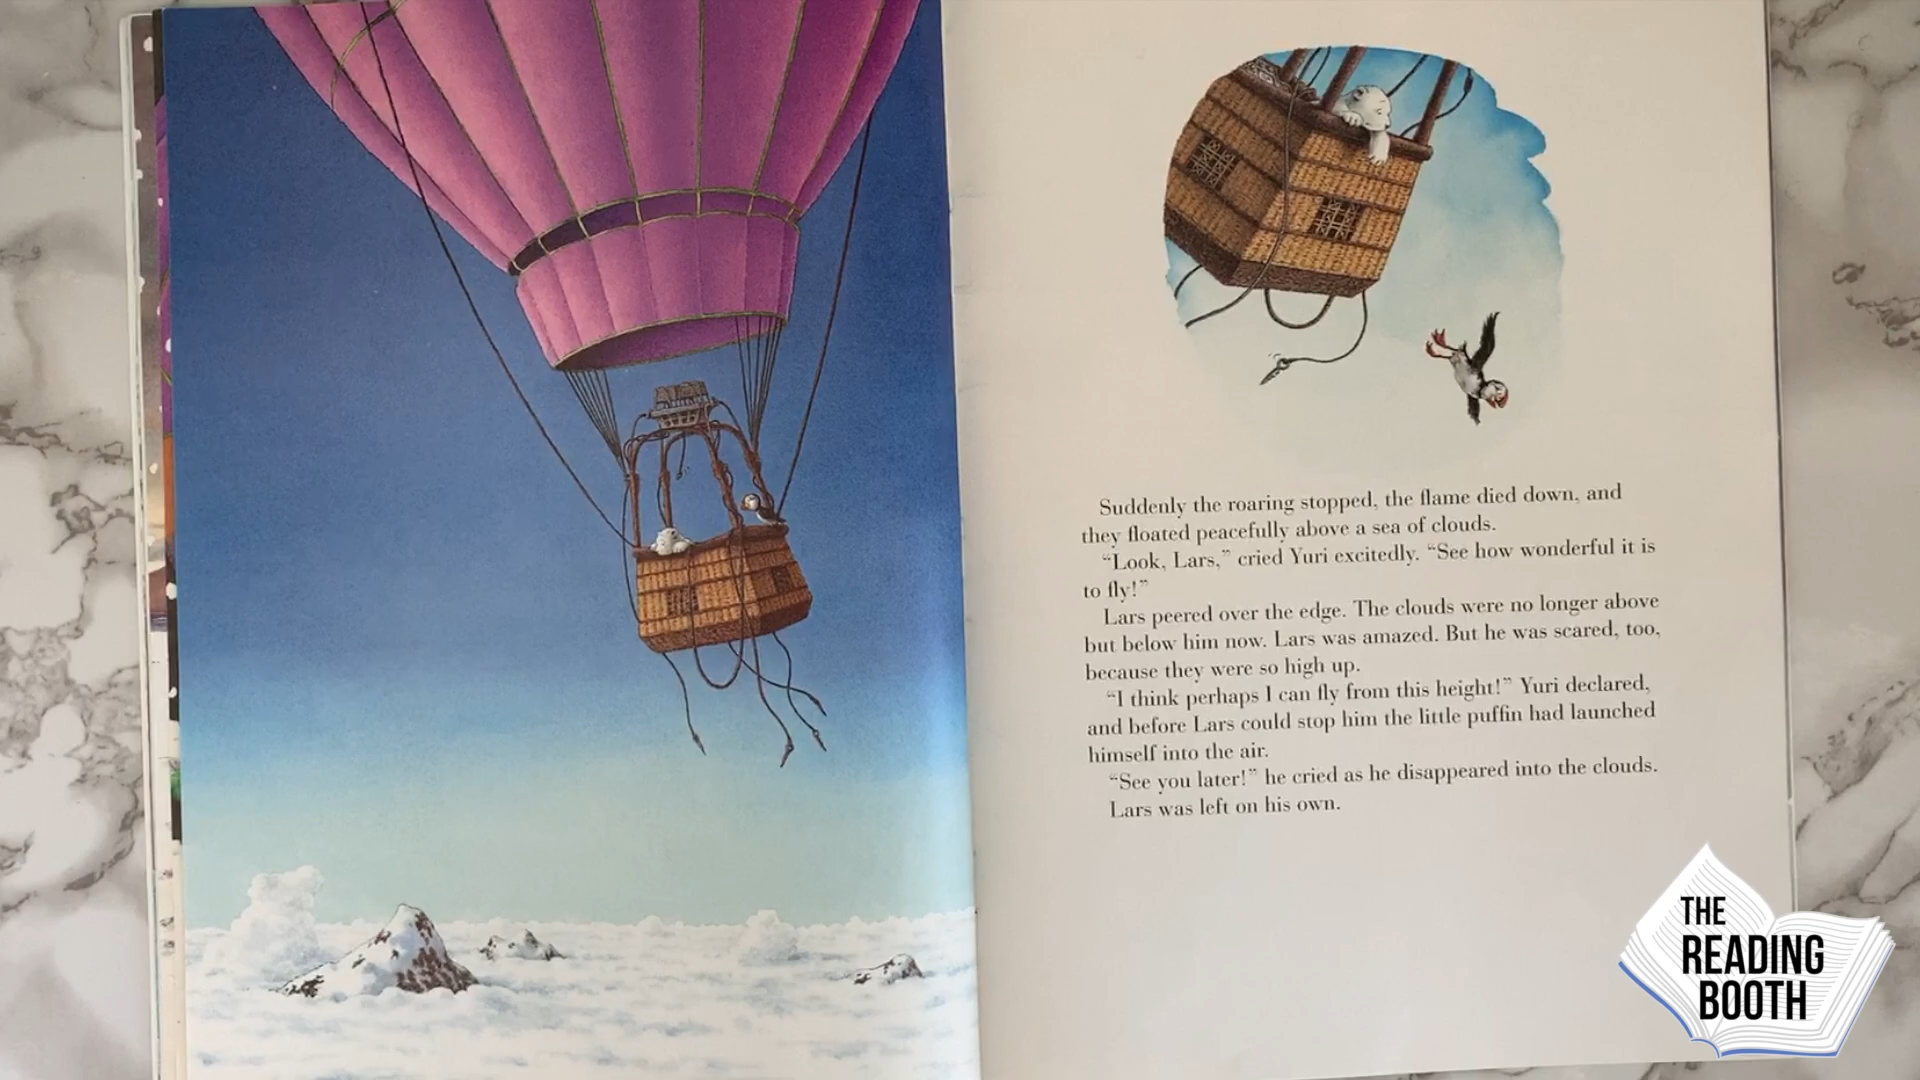 Suddenly the roaring stopped, the flame died down, and
they floated peacefully above a sea of clouds.
“Look, Lars,” cried Yuri excitedly. “See how wonderful it is
to fly!”
Lars peered over the edge. The clouds were no longer above
but below him now. Lars was amazed. But he was scared, too,
because they were so high up.
“I think perhaps I can fly from this height!” Yuri declared,
and before Lars could stop him the little puffin had launched
himself into the air.
“See you later!” he cried as he disappeared into the clouds.
Lars was left on his own.
THE
READING
BOOTH